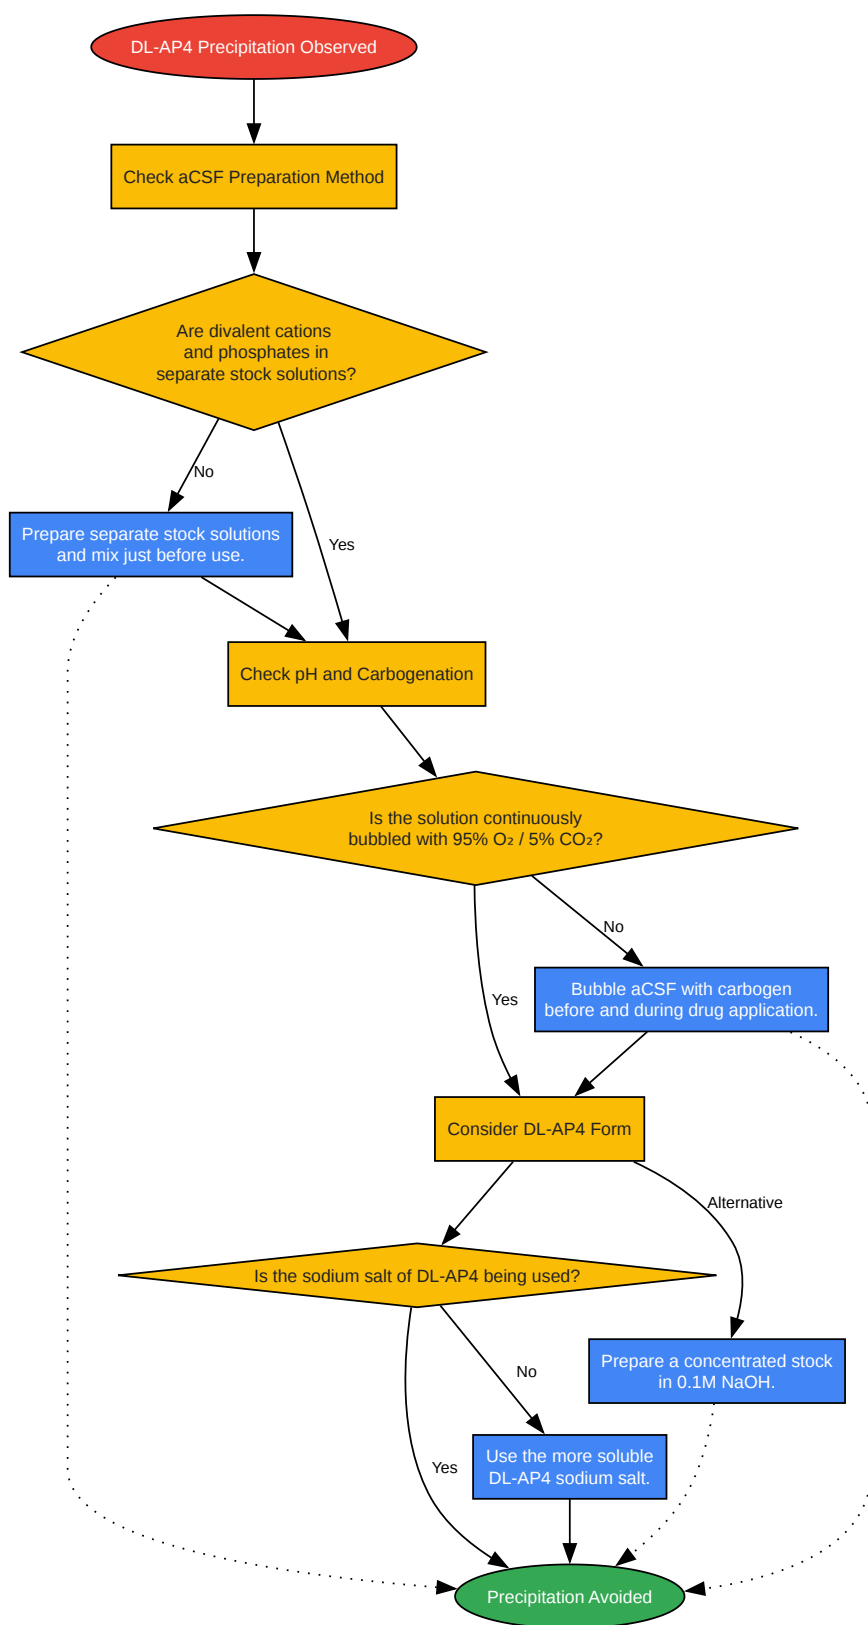 DL-AP4 Precipitation Observed
Check aCSF Preparation Method
Are divalent cations
and phosphates in
separate stock solutions?
No
Prepare separate stock solutions
and mix just before use.
Yes
Check pH and Carbogenation
Is the solution continuously
bubbled with 95% O₂ / 5% CO₂?
No
Bubble aCSF with carbogen
before and during drug application.
Yes
Consider DL-AP4 Form
Alternative
Is the sodium salt of DL-AP4 being used?
Prepare a concentrated stock
in 0.1M NaOH.
No
Use the more soluble
DL-AP4 sodium salt.
Yes
Precipitation Avoided